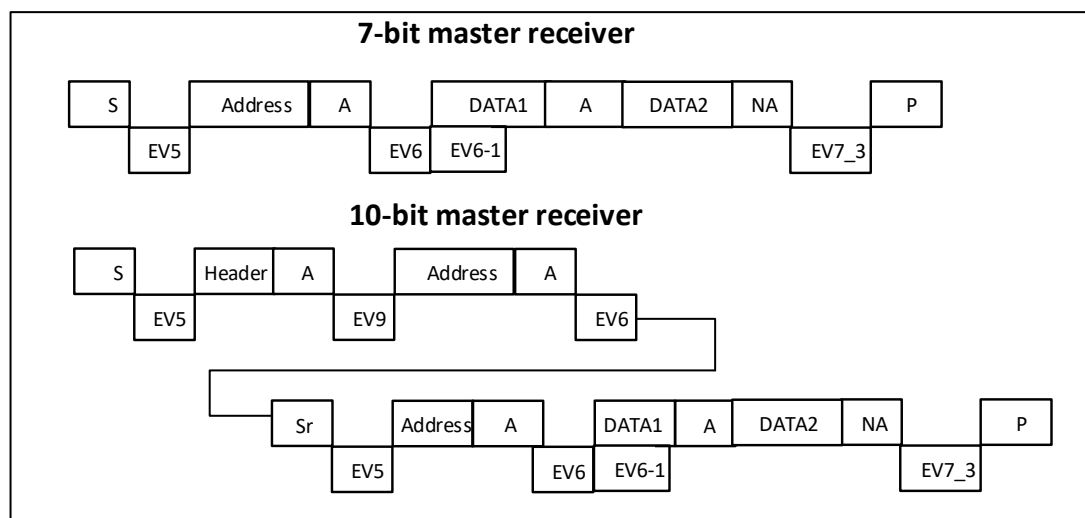 7-bit master receiver
S Address A DATA1 A DATA2 NA P
EV5 EV6 EV6-1 EV7_3
10-bit master receiver
S Header A Address A
EV5 EV9 EV6
Sr Address A DATA1 A DATA2 NA P
EV5 EV6 EV6-1 EV7_3